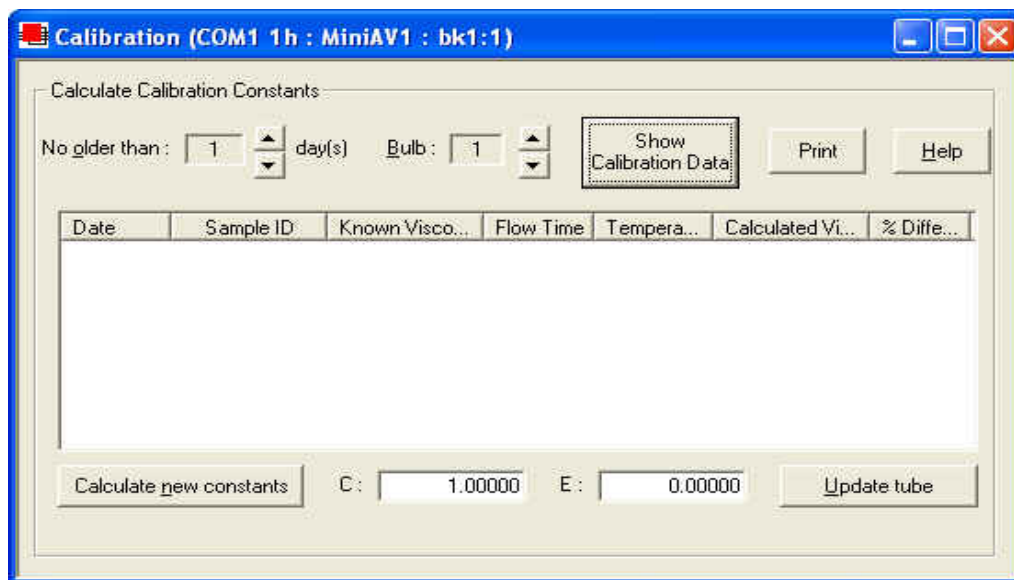 Calibration (COM1 1h : MiniAV1 : bk1:1)
Calculate Calibration Constants
No older than : 1 day(s) Bulb : 1 Show Calibration Data Print Help
Date Sample ID Known Visco... Flow Time Tempera... Calculated Vi... % Diffe...
Calculate new constants C : 1.00000 E : 0.00000 Update tube